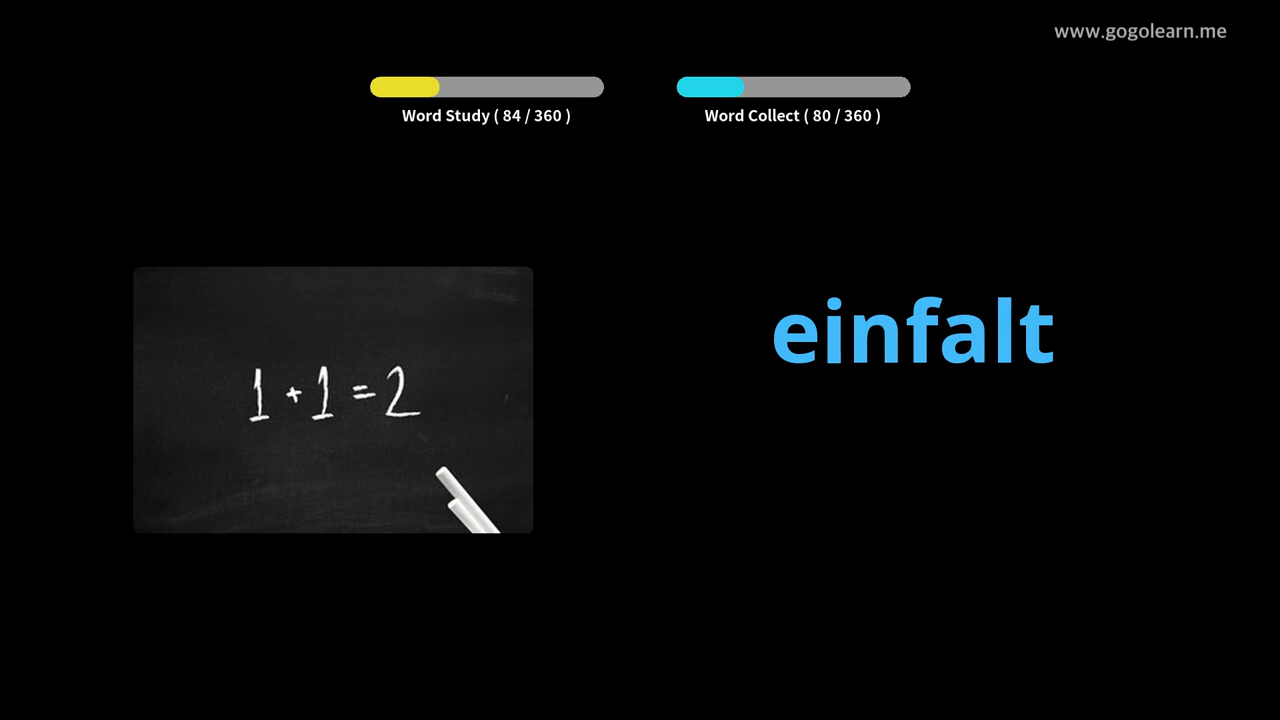 www.gogolearn.me
Word Study ( 84 / 360 )
Word Collect ( 80 / 360 )
einfalt
1 + 1 = 2